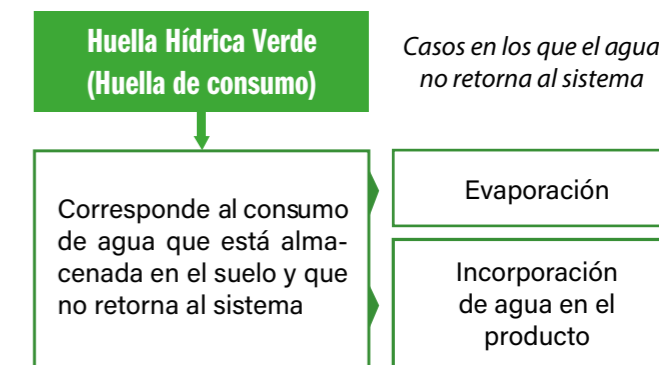 Huella Hídrica Verde
(Huella de consumo)
Casos en los que el agua
no retorna al sistema
Corresponde al consumo
de agua que está alma-
cenada en el suelo y que
no retorna al sistema
Evaporación
Incorporación
de agua en el
producto